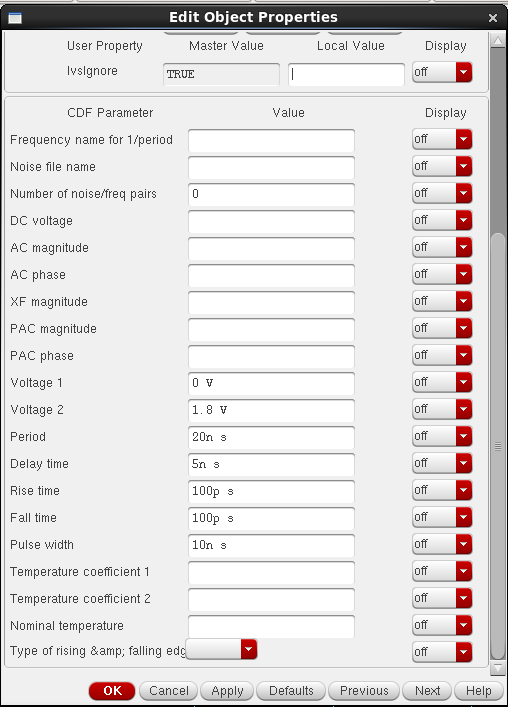 Edit Object Properties
User Property Master Value Local Value Display
lvsIgnore TRUE off
CDF Parameter Value Display
Frequency name for 1/period off
Noise file name off
Number of noise/freq pairs 0 off
DC voltage off
AC magnitude off
AC phase off
XF magnitude off
PAC magnitude off
PAC phase off
Voltage 1 0 V off
Voltage 2 1.8 V off
Period 20n s off
Delay time 5n s off
Rise time 100p s off
Fall time 100p s off
Pulse width 10n s off
Temperature coefficient 1 off
Temperature coefficient 2 off
Nominal temperature off
Type of rising &amp; falling edg off
OK Cancel Apply Defaults Previous Next Help